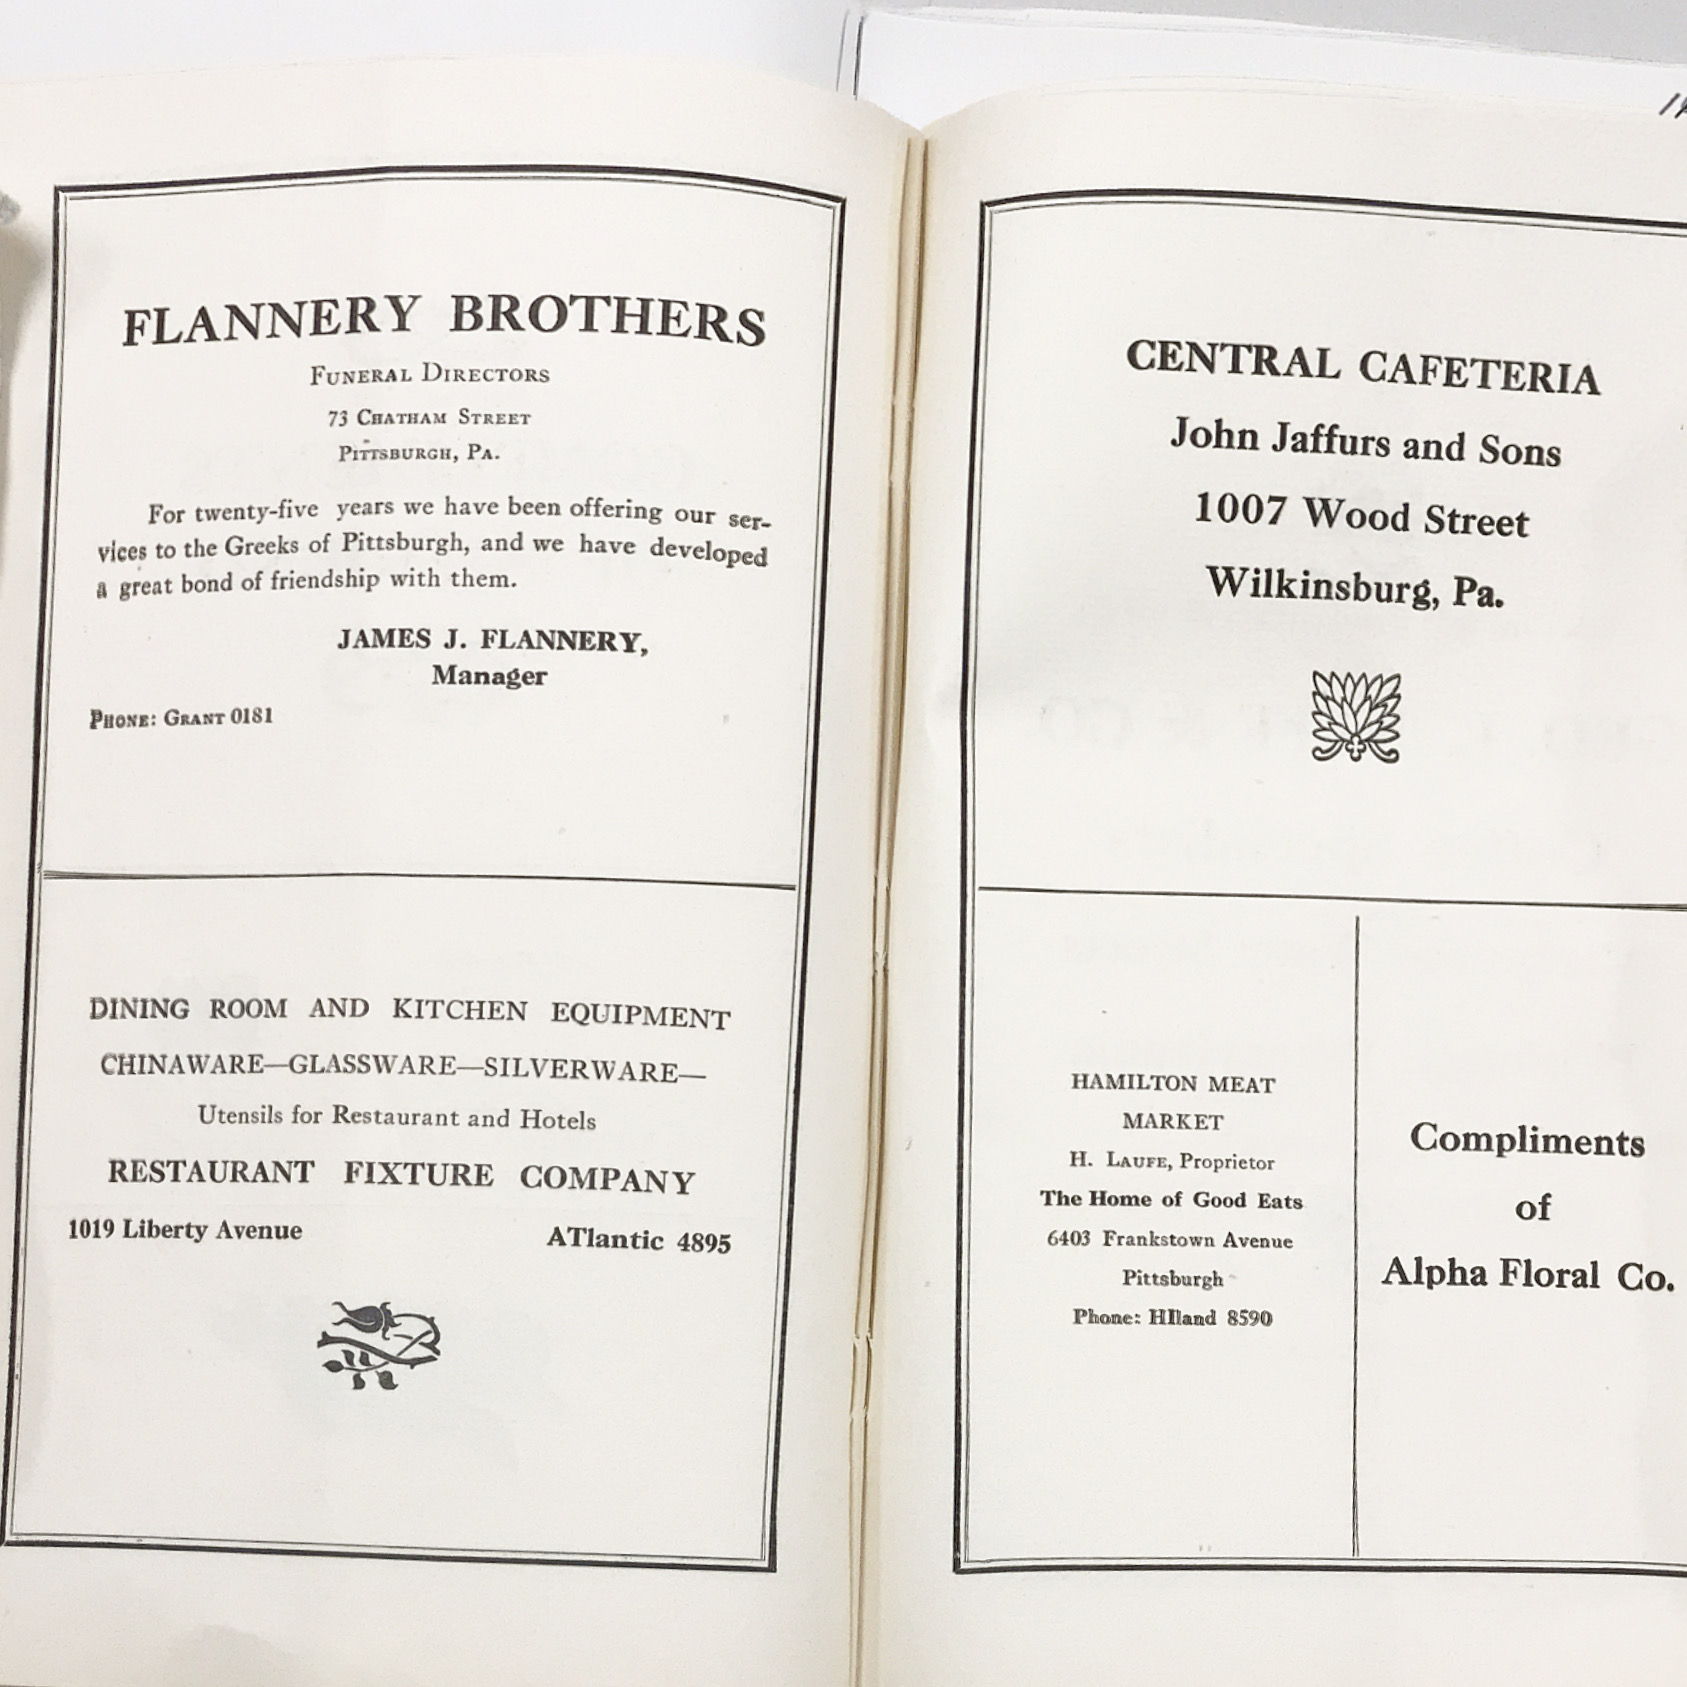 FLANNERY BROTHERS
FUNERAL DIRECTORS
73 CHATHAM STREET
PITTSBURGH, PA.
For twenty-five years we have been offering our ser-
vices to the Greeks of Pittsburgh, and we have developed
a great bond of friendship with them.
JAMES J. FLANNERY,
Manager
PHONE: GRANT 0181
DINING ROOM AND KITCHEN EQUIPMENT
CHINAWARE—GLASSWARE—SILVERWARE—
Utensils for Restaurant and Hotels
RESTAURANT FIXTURE COMPANY
1019 Liberty Avenue ATlantic 4895
CENTRAL CAFETERIA
John Jaffurs and Sons
1007 Wood Street
Wilkinsburg, Pa.
HAMILTON MEAT
MARKET
H. LAUFE, Proprietor
The Home of Good Eats
6403 Frankstown Avenue
Pittsburgh
Phone: HIland 8590
Compliments
of
Alpha Floral Co.